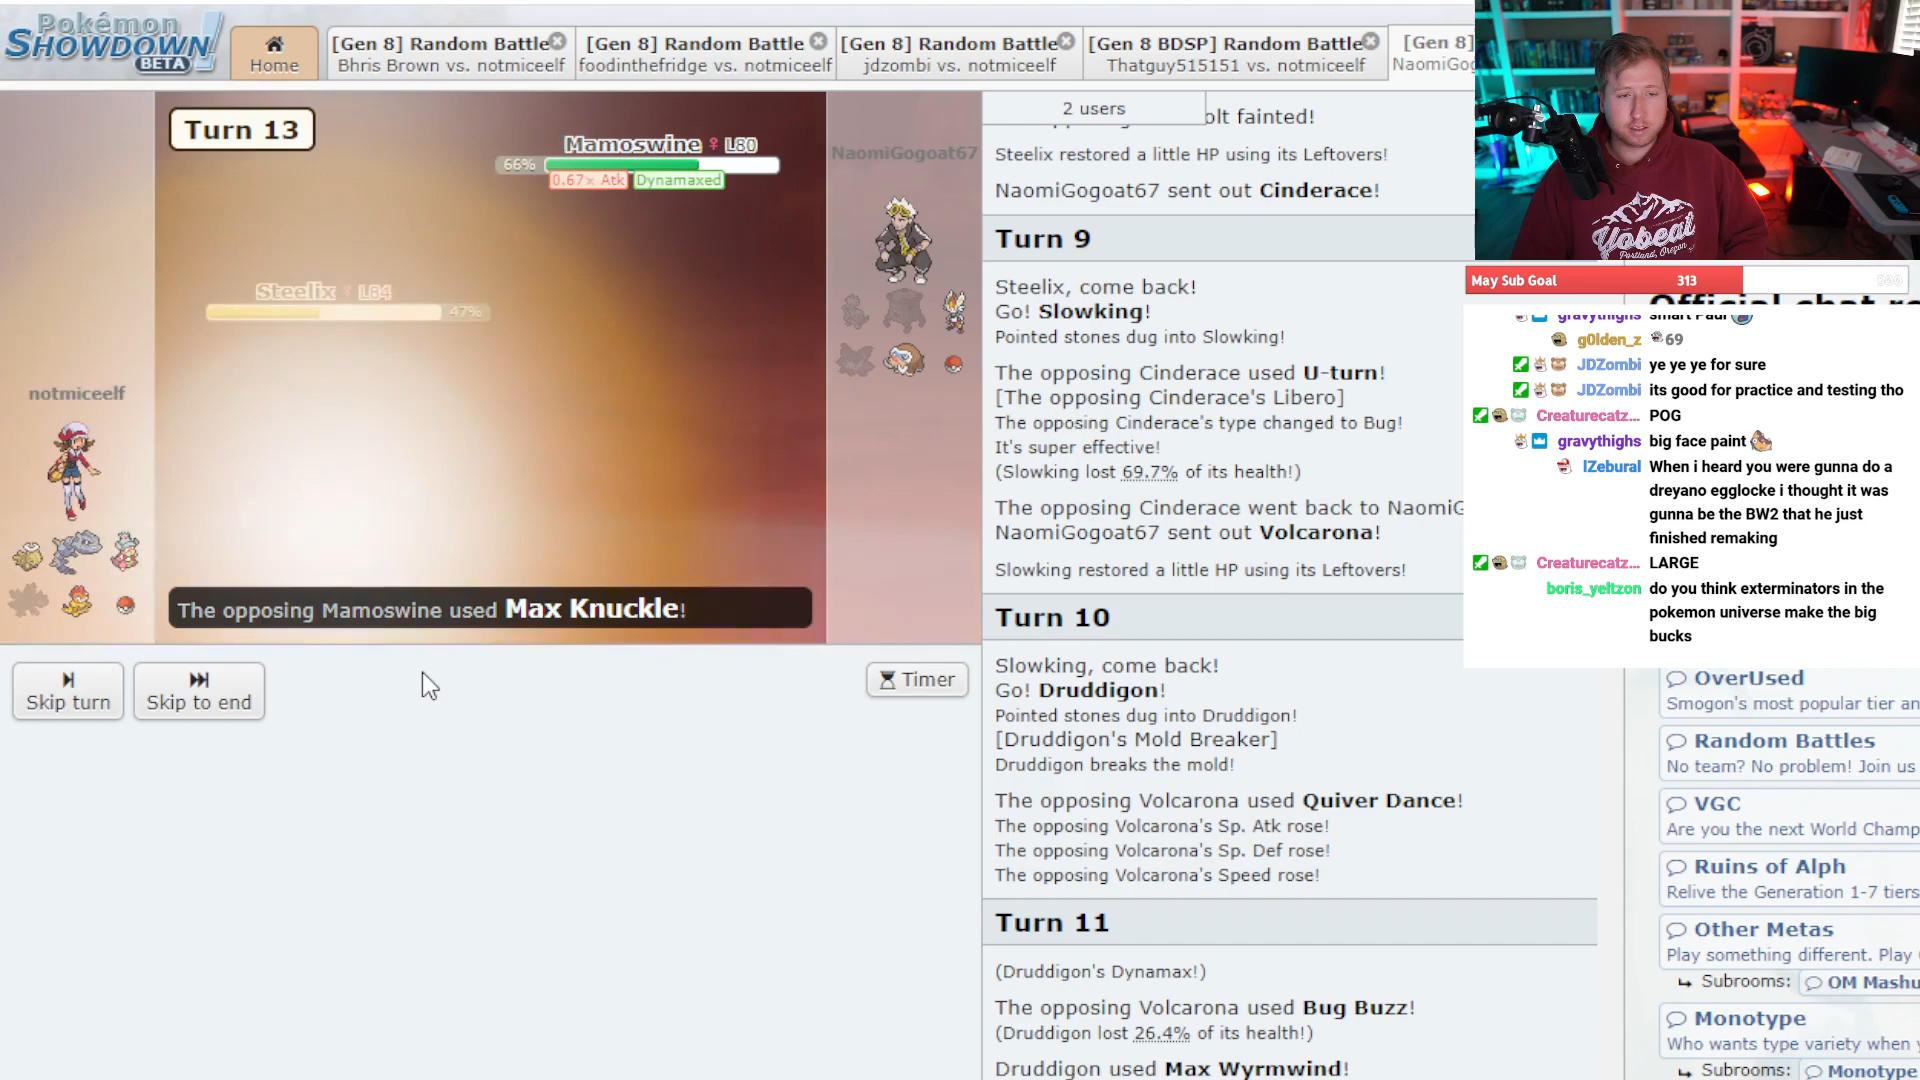 Pokémon
SHOWDOWN!
BETA
Home
[Gen 8] Random Battle
Bhris Brown vs. notmiceelf
[Gen 8] Random Battle
foodinthefridge vs. notmiceelf
[Gen 8] Random Battle
jdzombi vs. notmiceelf
[Gen 8 BDSP] Random Battle
Thatguy515151 vs. notmiceelf
[Gen 8]
NaomiGog
Turn 13
Mamoswine ♀ L80
66%
0.67× Atk Dynamaxed
Steelix ♀ L84
47%
notmiceelf
NaomiGogoat67
The opposing Mamoswine used Max Knuckle!
Skip turn
Skip to end
Timer
2 users
olt fainted!
Steelix restored a little HP using its Leftovers!
NaomiGogoat67 sent out Cinderace!
Turn 9
Steelix, come back!
Go! Slowking!
Pointed stones dug into Slowking!
The opposing Cinderace used U-turn!
[The opposing Cinderace's Libero]
The opposing Cinderace's type changed to Bug!
It's super effective!
(Slowking lost 69.7% of its health!)
The opposing Cinderace went back to NaomiG
NaomiGogoat67 sent out Volcarona!
Slowking restored a little HP using its Leftovers!
Turn 10
Slowking, come back!
Go! Druddigon!
Pointed stones dug into Druddigon!
[Druddigon's Mold Breaker]
Druddigon breaks the mold!
The opposing Volcarona used Quiver Dance!
The opposing Volcarona's Sp. Atk rose!
The opposing Volcarona's Sp. Def rose!
The opposing Volcarona's Speed rose!
Turn 11
(Druddigon's Dynamax!)
The opposing Volcarona used Bug Buzz!
(Druddigon lost 26.4% of its health!)
Druddigon used Max Wyrmwind!
Yobeat
Portland, Oregon
May Sub Goal 313 500
Official chat ro
gravythighs smart Paul
g0lden_z 69
JDZombi ye ye ye for sure
JDZombi its good for practice and testing tho
Creaturecatz... POG
gravythighs big face paint
IZebural When i heard you were gunna do a
dreyano egglocke i thought it was
gunna be the BW2 that he just
finished remaking
Creaturecatz... LARGE
boris_yeltzon do you think exterminators in the
pokemon universe make the big
bucks
OverUsed
Smogon's most popular tier an
Random Battles
No team? No problem! Join us
VGC
Are you the next World Champ
Ruins of Alph
Relive the Generation 1-7 tiers
Other Metas
Play something different. Play
Subrooms: OM Mashu
Monotype
Who wants type variety when y
Subrooms: Monotype